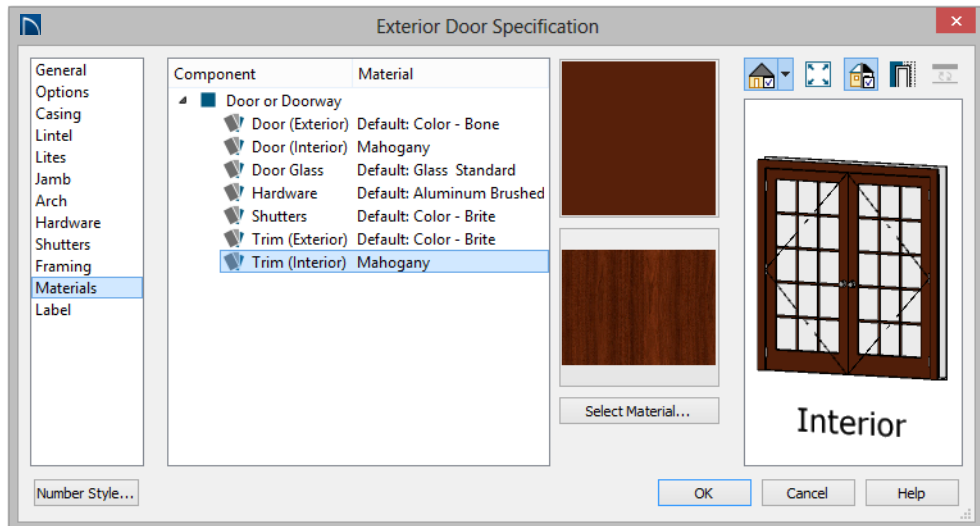 Exterior Door Specification
General
Options
Casing
Lintel
Lites
Jamb
Arch
Hardware
Shutters
Framing
Materials
Label
Component Material
Door or Doorway
Door (Exterior) Default: Color - Bone
Door (Interior) Mahogany
Door Glass Default: Glass Standard
Hardware Default: Aluminum Brushed
Shutters Default: Color - Brite
Trim (Exterior) Default: Color - Brite
Trim (Interior) Mahogany
Select Material...
Interior
Number Style...
OK Cancel Help